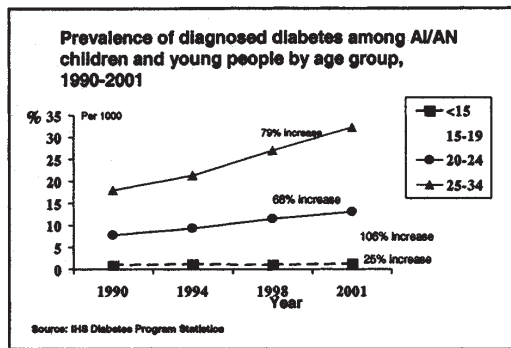 Prevalence of diagnosed diabetes among AI/AN
children and young people by age group,
1990-2001
% 35
Per 1000
30
25
20
15
10
5
0
79% increase
68% increase
106% increase
25% increase
1990
1994
1998
2001
Year
<15
15-19
20-24
25-34
Source: IHS Diabetes Program Statistics